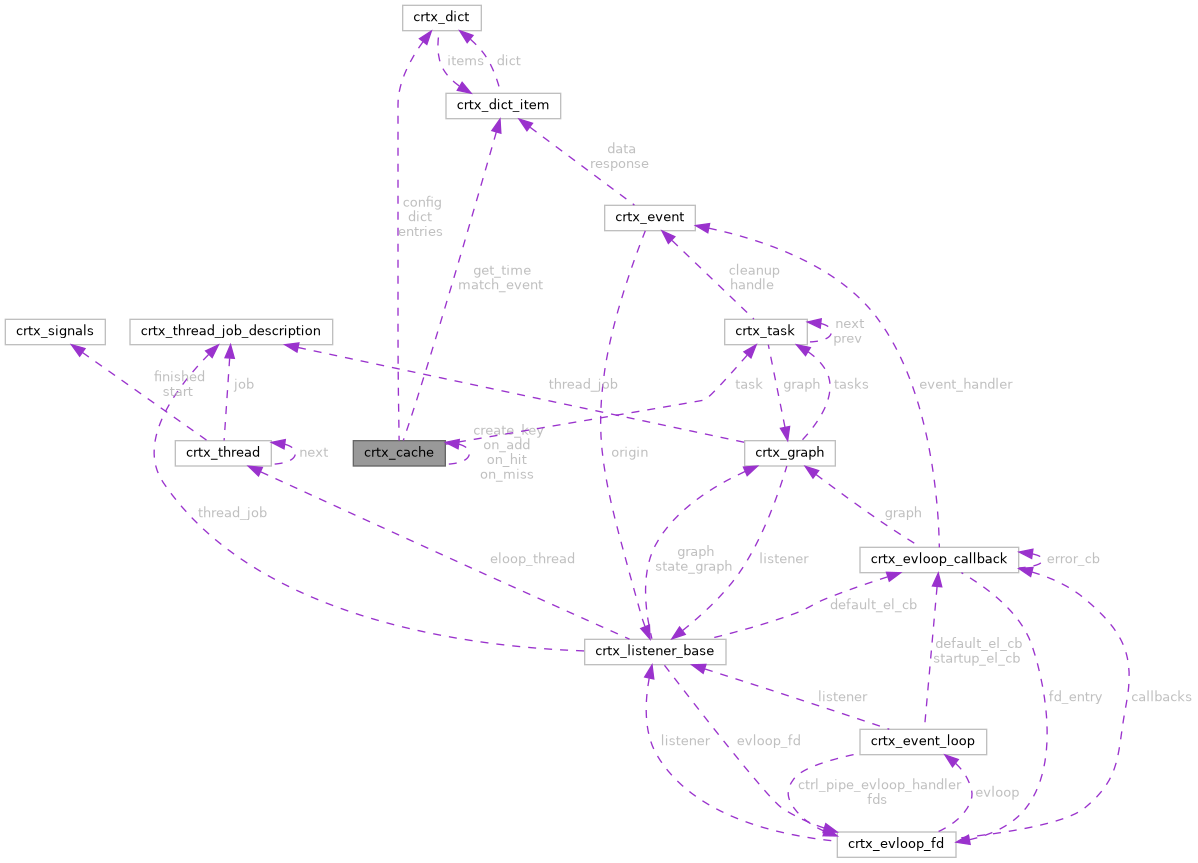 crtx_dict
items
dict
crtx_dict_item
data
response
config
dict
entries
crtx_event
get_time
match_event
cleanup
handle
crtx_signals
crtx_thread_job_description
crtx_task
next
prev
finished
start
job
thread_job
task
graph
tasks
event_handler
crtx_thread
next
crtx_cache
create_key
on_add
on_hit
on_miss
origin
crtx_graph
thread_job
eloop_thread
graph
state_graph
listener
graph
crtx_evloop_callback
error_cb
default_el_cb
crtx_listener_base
default_el_cb
startup_el_cb
listener
fd_entry
callbacks
listener
evloop_fd
crtx_event_loop
ctrl_pipe_evloop_handler
fds
evloop
crtx_evloop_fd